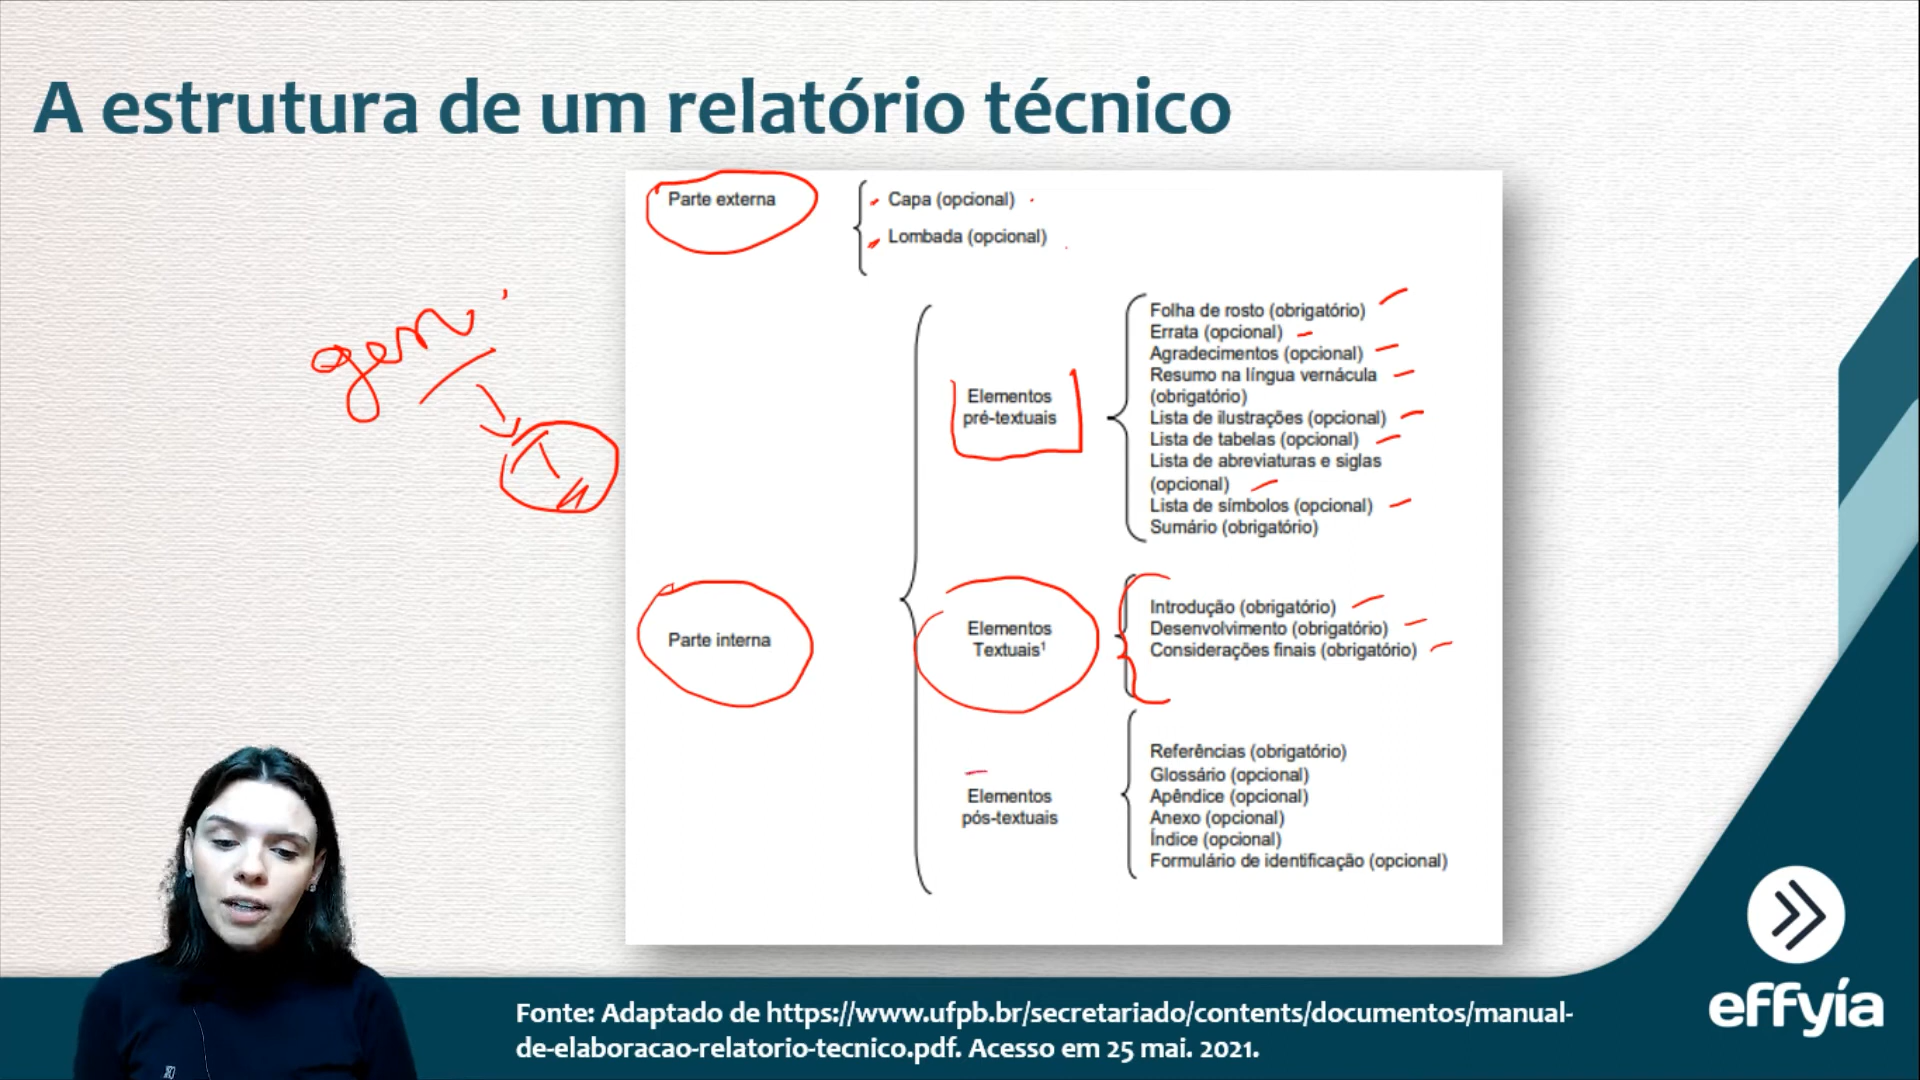 A estrutura de um relatório técnico
Parte externa
Capa (opcional)
Lombada (opcional)
gen
Parte interna
Elementos
pré-textuais
Folha de rosto (obrigatório)
Errata (opcional)
Agradecimentos (opcional)
Resumo na língua vernácula
(obrigatório)
Lista de ilustrações (opcional)
Lista de tabelas (opcional)
Lista de abreviaturas e siglas
(opcional)
Lista de símbolos (opcional)
Sumário (obrigatório)
Elementos
Textuais¹
Introdução (obrigatório)
Desenvolvimento (obrigatório)
Considerações finais (obrigatório)
Elementos
pós-textuais
Referências (obrigatório)
Glossário (opcional)
Apêndice (opcional)
Anexo (opcional)
Índice (opcional)
Formulário de identificação (opcional)
effyía
Fonte: Adaptado de https://www.ufpb.br/secretariado/contents/documentos/manual-
de-elaboracao-relatorio-tecnico.pdf. Acesso em 25 mai. 2021.